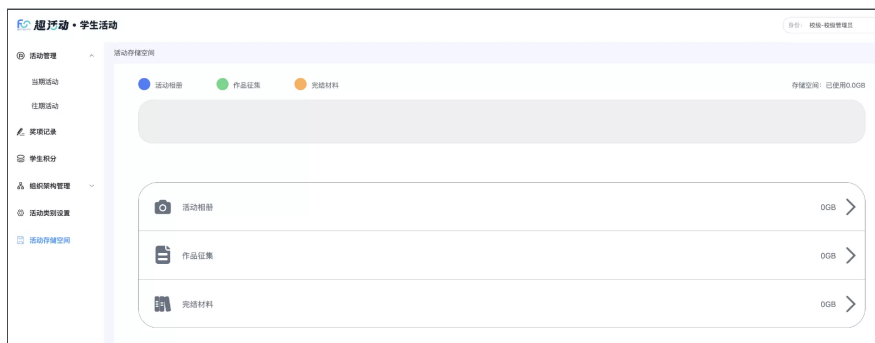 趣活动·学生活动
身份： 校级-校级管理员
活动管理
当期活动
往期活动
奖项记录
学生积分
组织架构管理
活动类别设置
活动存储空间
活动存储空间
活动相册 作品征集 完结材料
存储空间：已使用0.0GB
活动相册 0GB
作品征集 0GB
完结材料 0GB